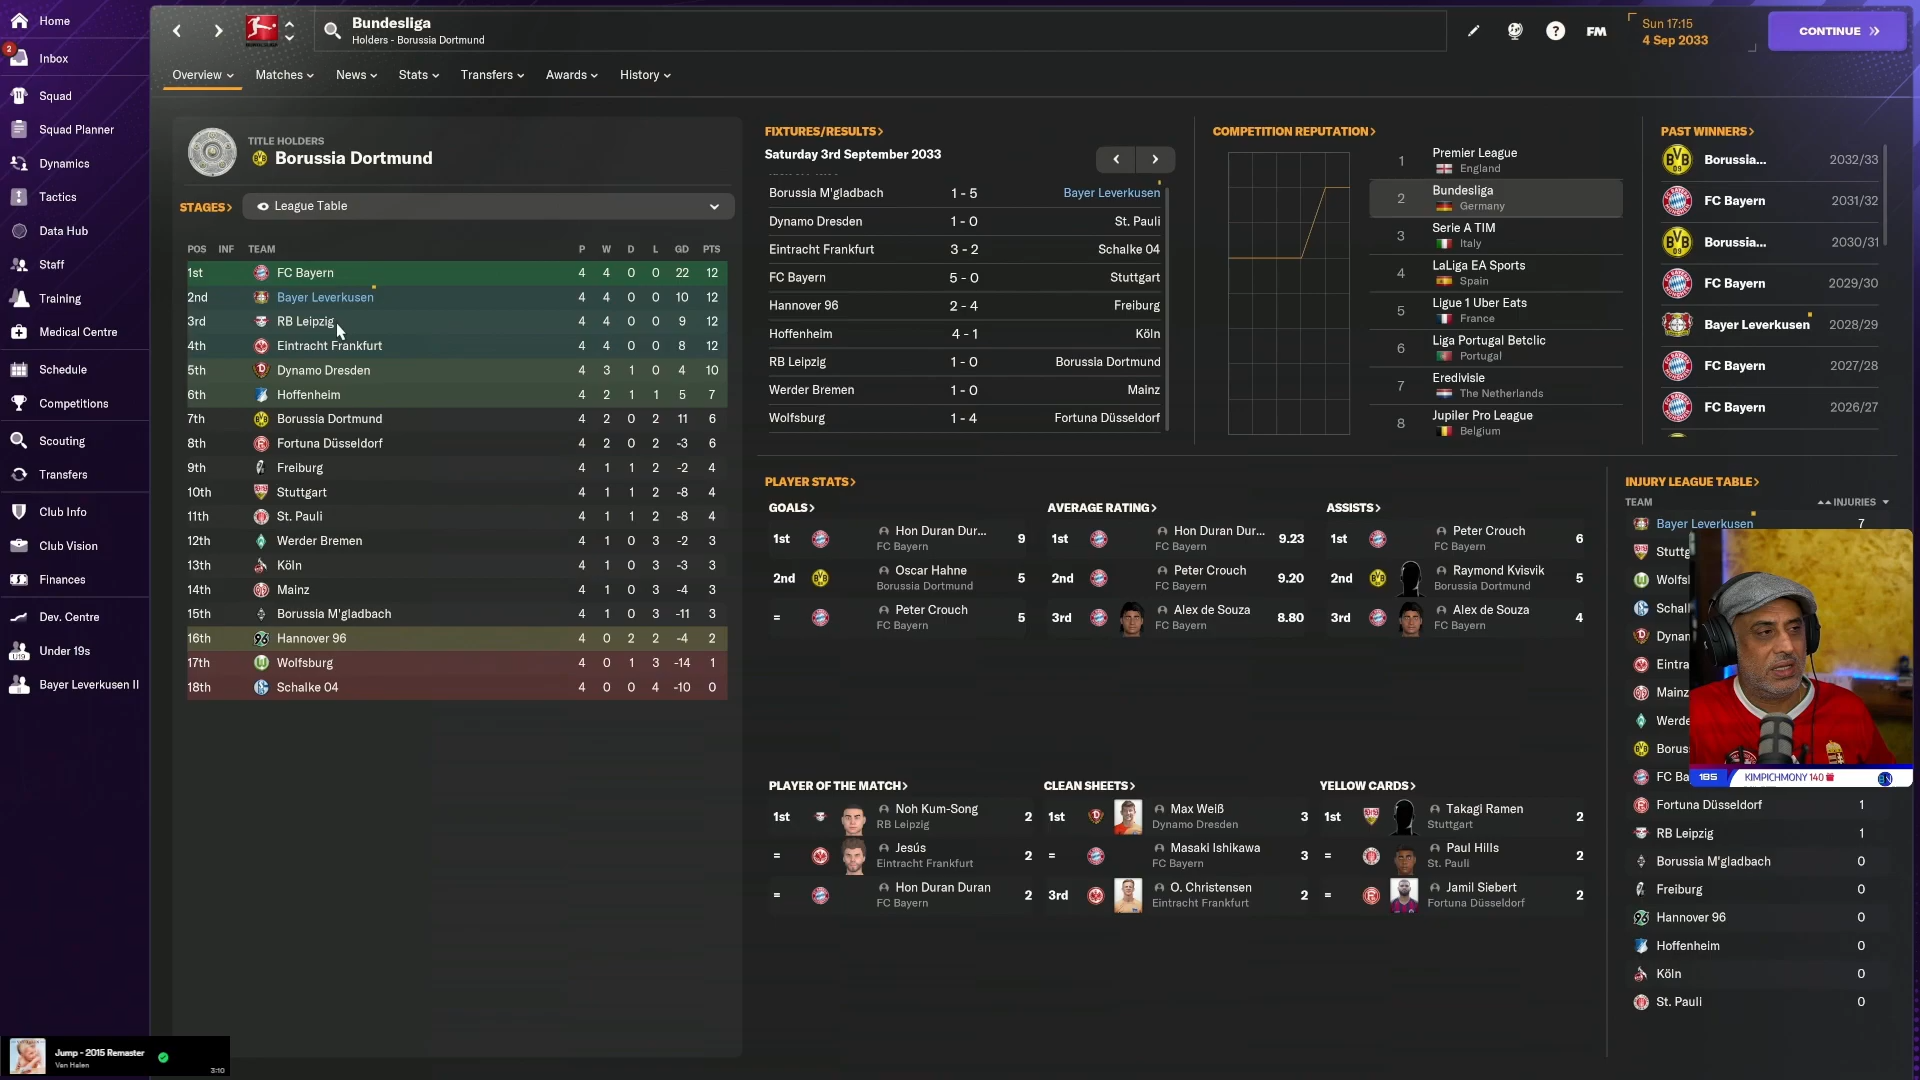 Home
2
Inbox
Squad
Squad Planner
Dynamics
Tactics
Data Hub
Staff
Training
Medical Centre
Schedule
Competitions
Scouting
Transfers
Club Info
Club Vision
Finances
Dev. Centre
U19
Under 19s
Bayer Leverkusen II
Jump - 2015 Remaster
Van Halen
3:10
Bundesliga
Holders - Borussia Dortmund
FM
Sun 17:15
4 Sep 2033
CONTINUE
Overview Matches News Stats Transfers Awards History
TITLE HOLDERS
Borussia Dortmund
STAGES> League Table
POS INF TEAM P W D L GD PTS
1st FC Bayern 4 4 0 0 22 12
2nd Bayer Leverkusen 4 4 0 0 10 12
3rd RB Leipzig 4 4 0 0 9 12
4th Eintracht Frankfurt 4 4 0 0 8 12
5th Dynamo Dresden 4 3 1 0 4 10
6th Hoffenheim 4 2 1 1 5 7
7th Borussia Dortmund 4 2 0 2 11 6
8th Fortuna Düsseldorf 4 2 0 2 -3 6
9th Freiburg 4 1 1 2 -2 4
10th Stuttgart 4 1 1 2 -8 4
11th St. Pauli 4 1 1 2 -8 4
12th Werder Bremen 4 1 0 3 -2 3
13th Köln 4 1 0 3 -3 3
14th Mainz 4 1 0 3 -4 3
15th Borussia M'gladbach 4 1 0 3 -11 3
16th Hannover 96 4 0 2 2 -4 2
17th Wolfsburg 4 0 1 3 -14 1
18th Schalke 04 4 0 0 4 -10 0
FIXTURES/RESULTS>
Saturday 3rd September 2033
Borussia M'gladbach 1 - 5 Bayer Leverkusen
Dynamo Dresden 1 - 0 St. Pauli
Eintracht Frankfurt 3 - 2 Schalke 04
FC Bayern 5 - 0 Stuttgart
Hannover 96 2 - 4 Freiburg
Hoffenheim 4 - 1 Köln
RB Leipzig 1 - 0 Borussia Dortmund
Werder Bremen 1 - 0 Mainz
Wolfsburg 1 - 4 Fortuna Düsseldorf
COMPETITION REPUTATION>
1 Premier League
England
2 Bundesliga
Germany
3 Serie A TIM
Italy
4 LaLiga EA Sports
Spain
5 Ligue 1 Uber Eats
France
6 Liga Portugal Betclic
Portugal
7 Eredivisie
The Netherlands
8 Jupiler Pro League
Belgium
PAST WINNERS>
Borussia... 2032/33
FC Bayern 2031/32
Borussia... 2030/31
FC Bayern 2029/30
Bayer Leverkusen 2028/29
FC Bayern 2027/28
FC Bayern 2026/27
PLAYER STATS>
GOALS>
1st Hon Duran Dur... 9
FC Bayern
2nd Oscar Hahne 5
Borussia Dortmund
= Peter Crouch 5
FC Bayern
AVERAGE RATING>
1st Hon Duran Dur... 9.23
FC Bayern
2nd Peter Crouch 9.20
FC Bayern
3rd Alex de Souza 8.80
FC Bayern
ASSISTS>
1st Peter Crouch 6
FC Bayern
2nd Raymond Kvisvik 5
Borussia Dortmund
3rd Alex de Souza 4
FC Bayern
PLAYER OF THE MATCH>
1st Noh Kum-Song 2
RB Leipzig
= Jesús 2
Eintracht Frankfurt
= Hon Duran Duran 2
FC Bayern
CLEAN SHEETS>
1st Max Weiß 3
Dynamo Dresden
= Masaki Ishikawa 3
FC Bayern
3rd O. Christensen 2
Eintracht Frankfurt
YELLOW CARDS>
1st Takagi Ramen 2
Stuttgart
= Paul Hills 2
St. Pauli
= Jamil Siebert 2
Fortuna Düsseldorf
INJURY LEAGUE TABLE>
TEAM INJURIES
Bayer Leverkusen 7
Stuttg
Wolfsl
Schal
Dynan
Eintra
Mainz
Werde
Borus
FC Ba
185 KIMPICHMONY 140
Fortuna Düsseldorf 1
RB Leipzig 1
Borussia M'gladbach 0
Freiburg 0
Hannover 96 0
Hoffenheim 0
Köln 0
St. Pauli 0